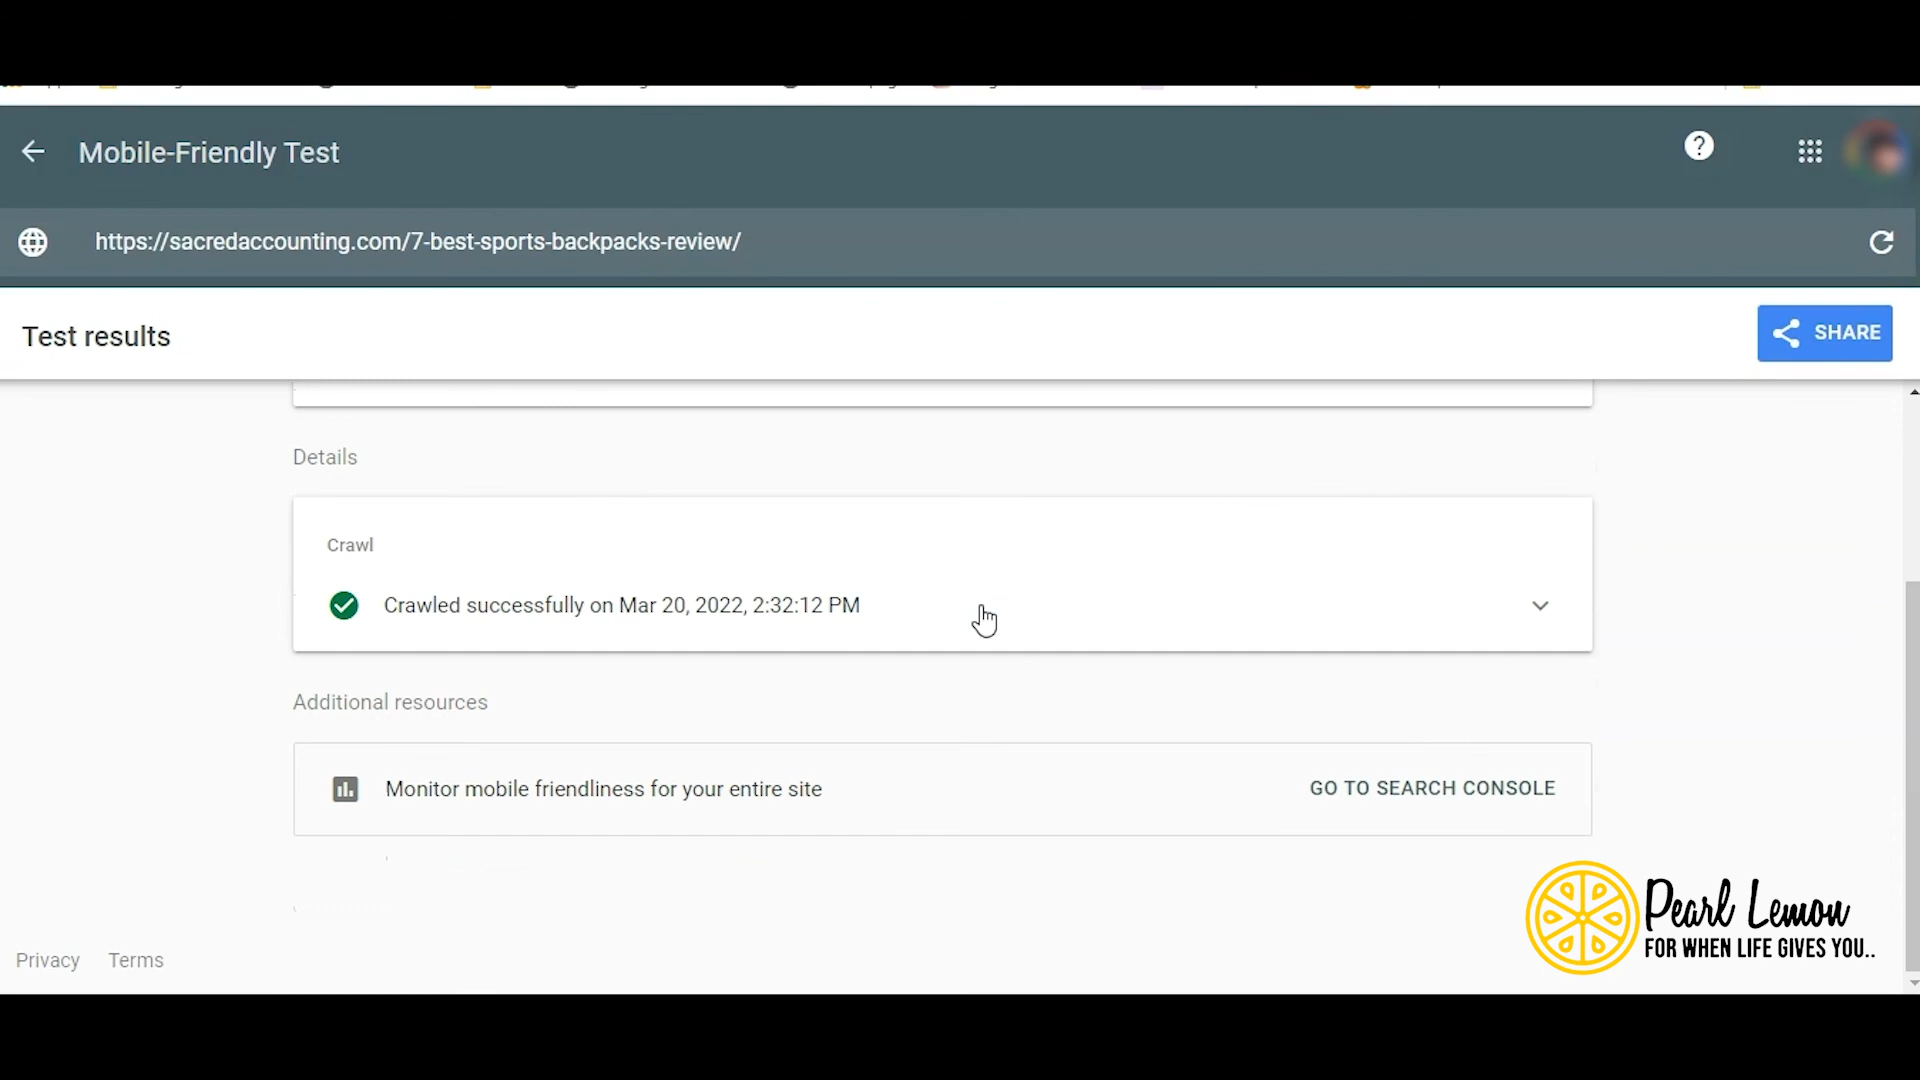 Mobile-Friendly Test
https://sacredaccounting.com/7-best-sports-backpacks-review/
Test results
SHARE
Details
Crawl
Crawled successfully on Mar 20, 2022, 2:32:12 PM
Additional resources
Monitor mobile friendliness for your entire site
GO TO SEARCH CONSOLE
Pearl Lemon
FOR WHEN LIFE GIVES YOU..
Privacy Terms